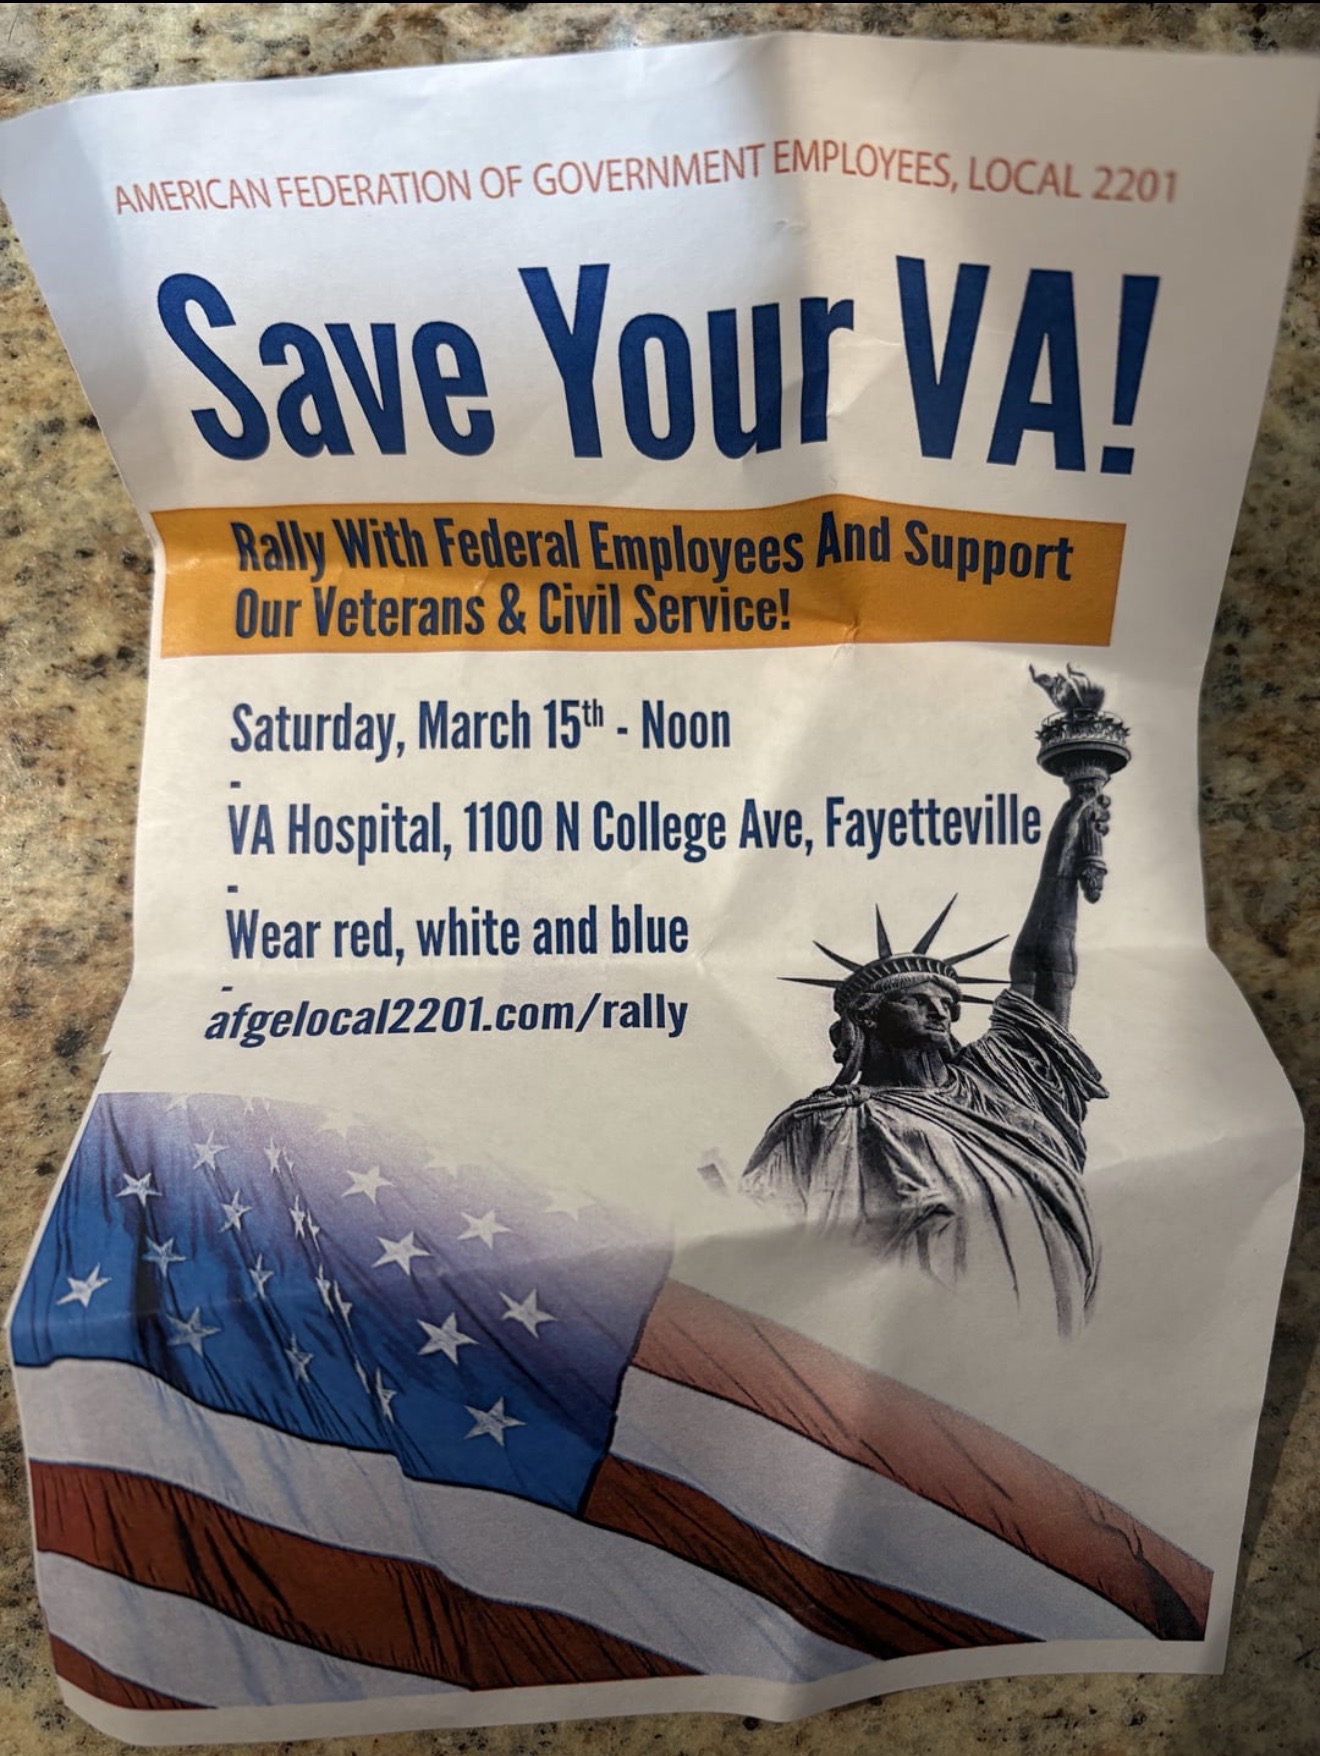 AMERICAN FEDERATION OF GOVERNMENT EMPLOYEES, LOCAL 2201
Save Your VA!
Rally With Federal Employees And Support
Our Veterans & Civil Service!
Saturday, March 15th - Noon
-
VA Hospital, 1100 N College Ave, Fayetteville
-
Wear red, white and blue
-
afgelocal2201.com/rally